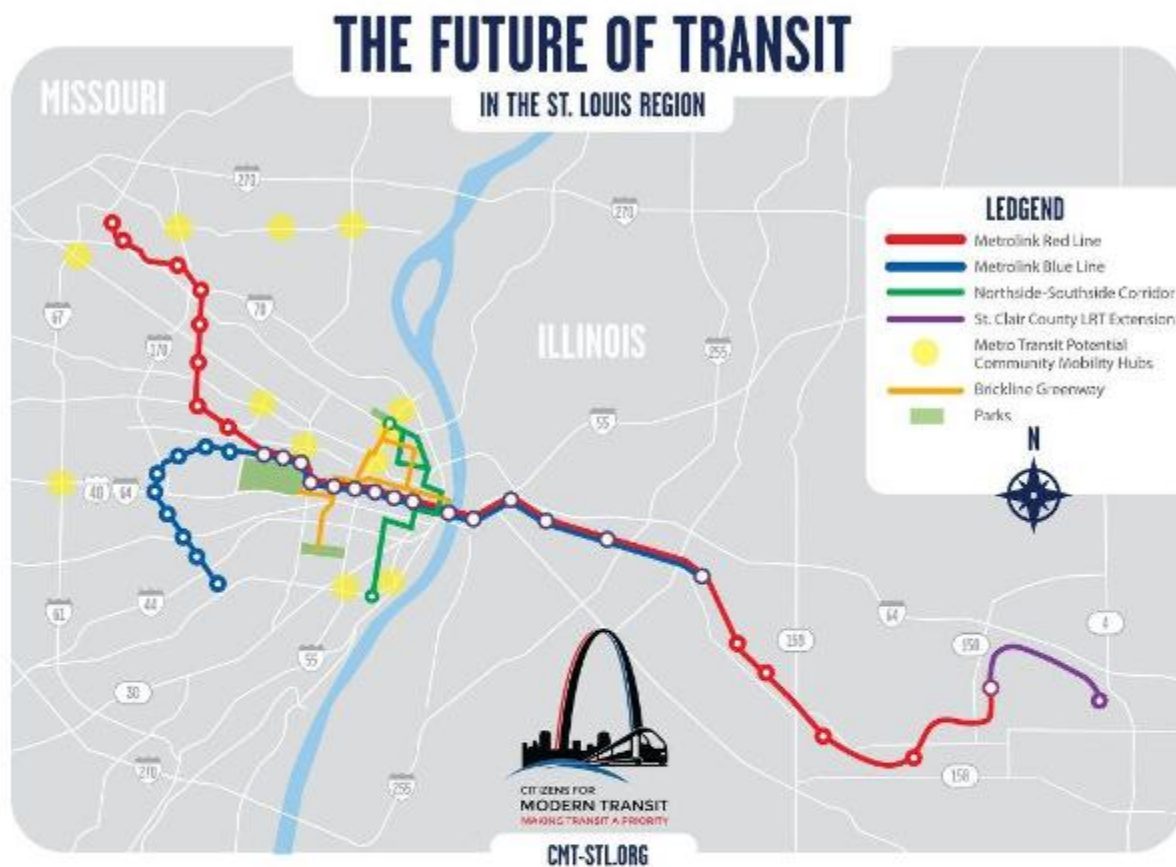 THE FUTURE OF TRANSIT
IN THE ST. LOUIS REGION
MISSOURI
270
270
LEDGEND
Metrolink Red Line
Metrolink Blue Line
Northside-Southside Corridor
St. Clair County LRT Extension
Metro Transit Potential
Community Mobility Hubs
Brickline Greenway
Parks
N
67
70
170
ILLINOIS
255
55
40
64
61
44
55
64
159
158
4
30
270
255
158
CITIZENS FOR
MODERN TRANSIT
MAKING TRANSIT A PRIORITY
CMT-STL.ORG